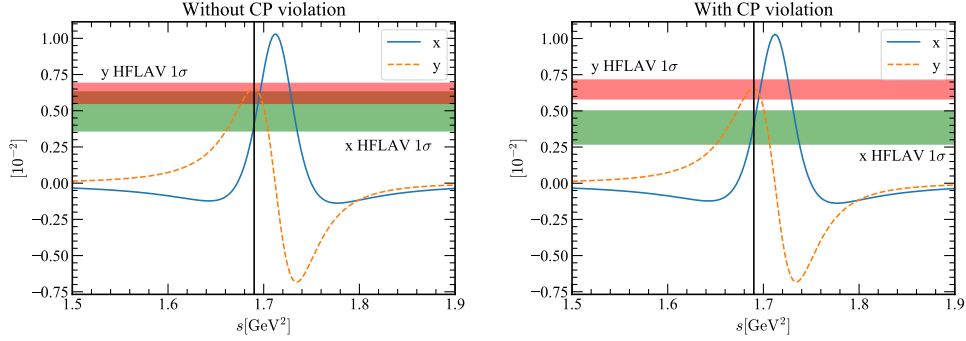 Without CP violation
1.00
0.75
0.50
0.25
0.00
−0.25
−0.50
−0.75
[10⁻²]
x
y
y HFLAV 1σ
x HFLAV 1σ
1.5
1.6
1.7
1.8
1.9
s[GeV²]
With CP violation
1.00
0.75
0.50
0.25
0.00
−0.25
−0.50
−0.75
[10⁻²]
x
y
y HFLAV 1σ
x HFLAV 1σ
1.5
1.6
1.7
1.8
1.9
s[GeV²]